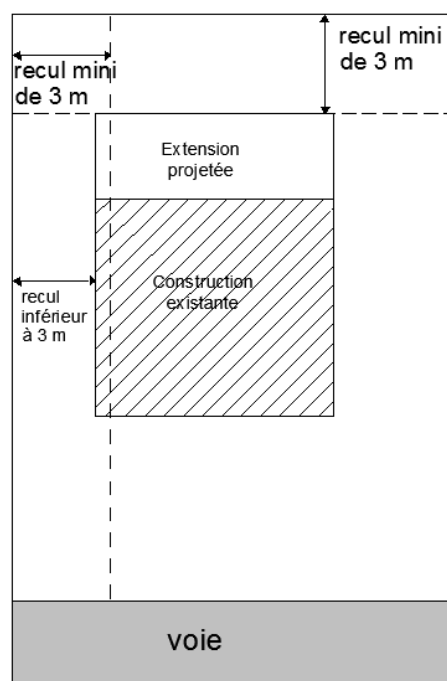 recul mini
de 3 m
recul mini
de 3 m
Extension
projetée
Construction
existante
recul
inférieur
à 3 m
voie